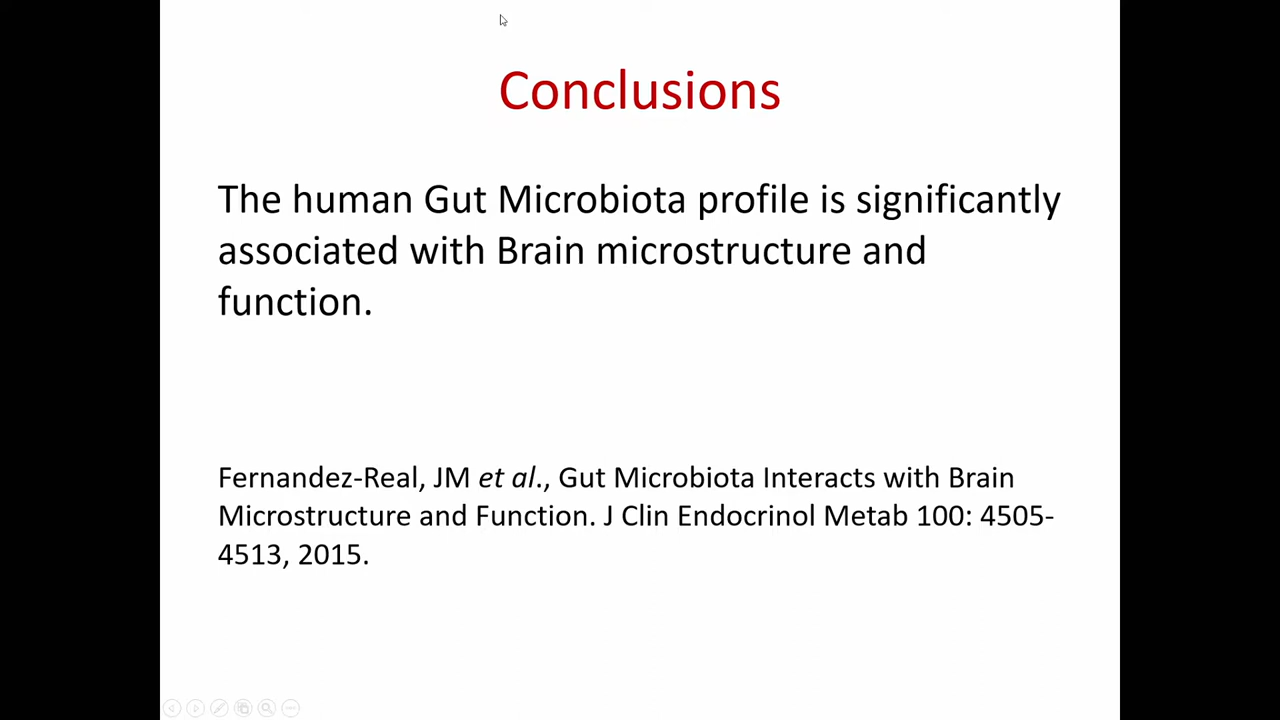 Conclusions
The human Gut Microbiota profile is significantly
associated with Brain microstructure and
function.
Fernandez-Real, JM et al., Gut Microbiota Interacts with Brain
Microstructure and Function. J Clin Endocrinol Metab 100: 4505-
4513, 2015.